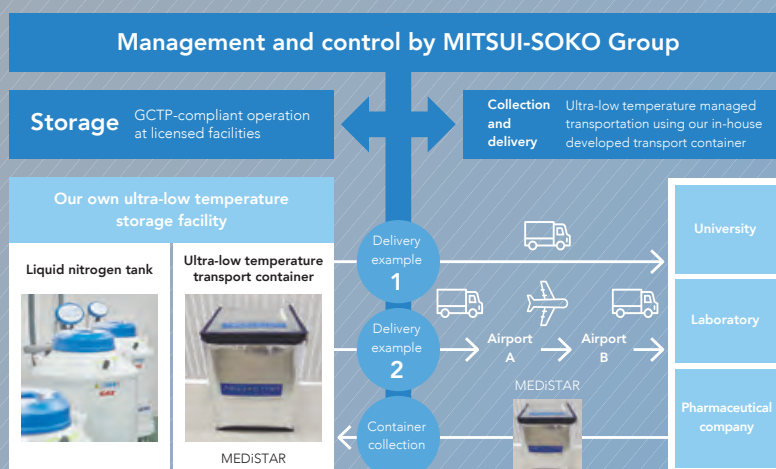 Management and control by MITSUI-SOKO Group
Storage
GCTP-compliant operation
at licensed facilities
Collection
and
delivery
Ultra-low temperature managed
transportation using our in-house
developed transport container
Our own ultra-low temperature
storage facility
Liquid nitrogen tank
Ultra-low temperature
transport container
MEDiSTAR
Delivery
example
1
Delivery
example
2
Airport
A
Airport
B
Container
collection
MEDiSTAR
University
Laboratory
Pharmaceutical
company